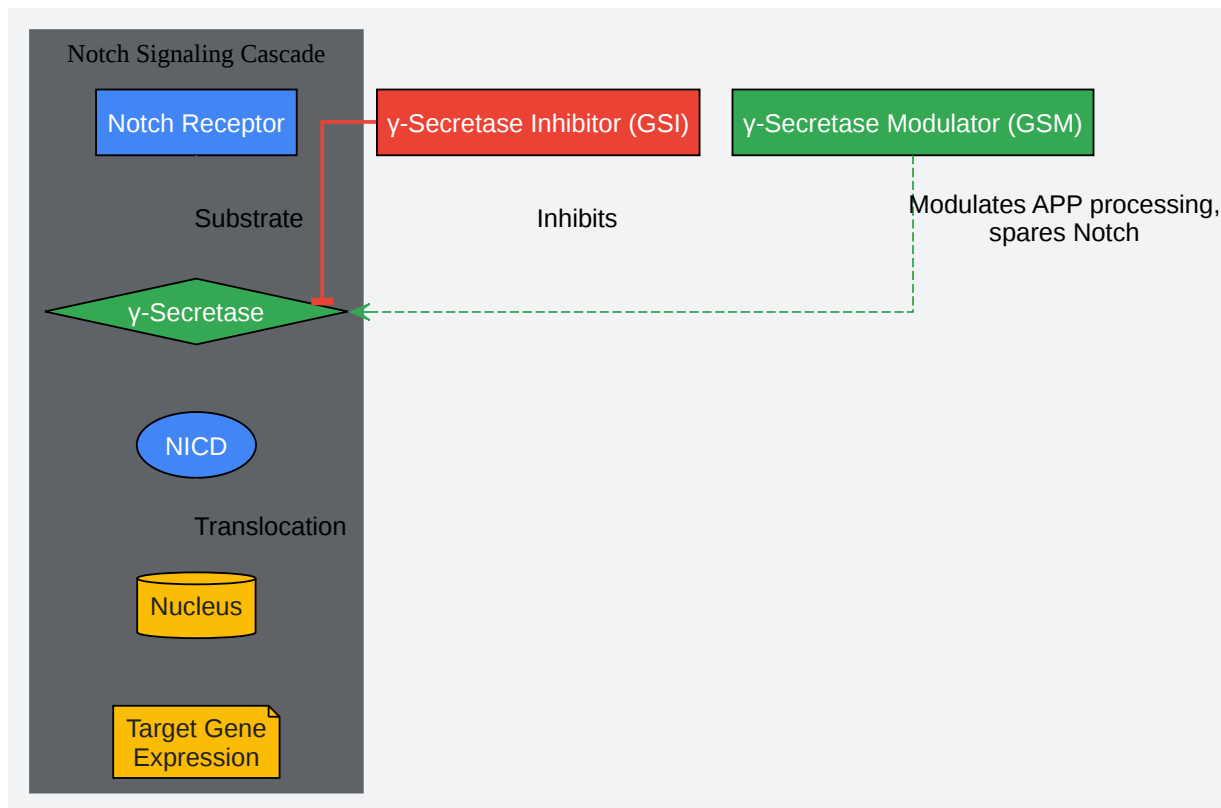 Notch Signaling Cascade
Notch Receptor
γ-Secretase Inhibitor (GSI)
γ-Secretase Modulator (GSM)
Substrate
Inhibits
Modulates APP processing,
spares Notch
γ-Secretase
NICD
Translocation
Nucleus
Target Gene
Expression